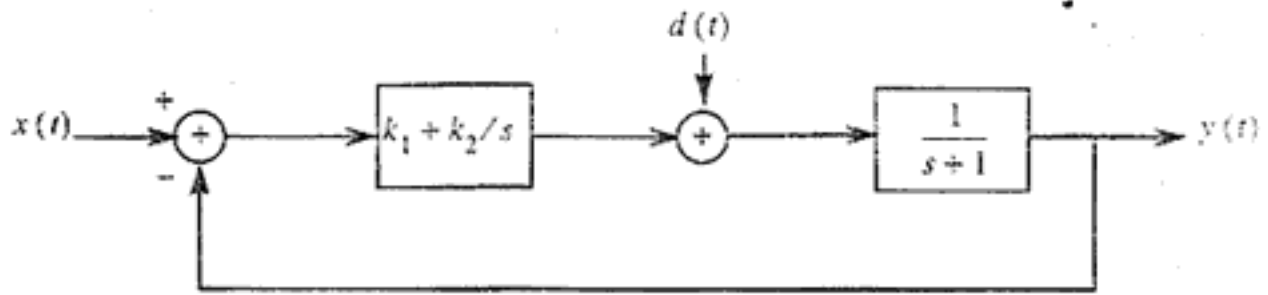 d(t)
x(t)
+
+
k₁ + k₂/s
+
1
s + 1
y(t)
−